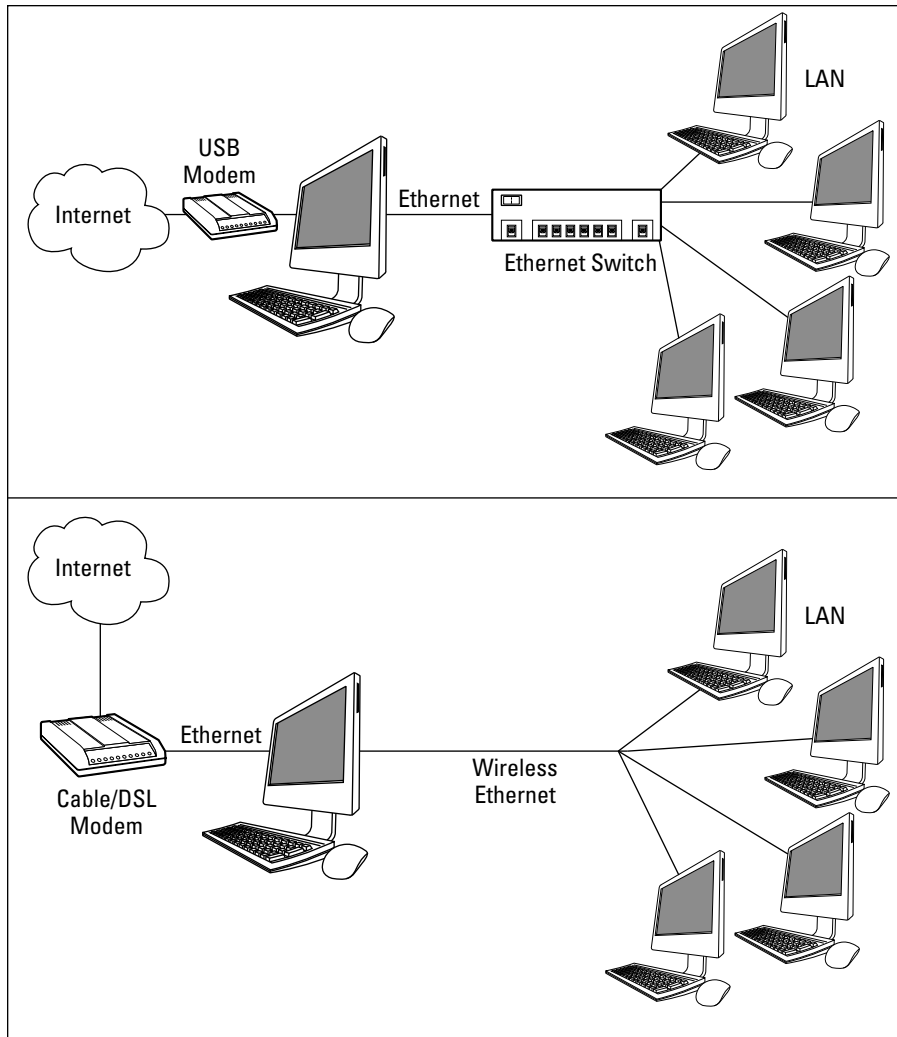 LAN
USB
Modem
Internet
Ethernet
Ethernet Switch
Internet
LAN
Ethernet
Wireless
Ethernet
Cable/DSL
Modem